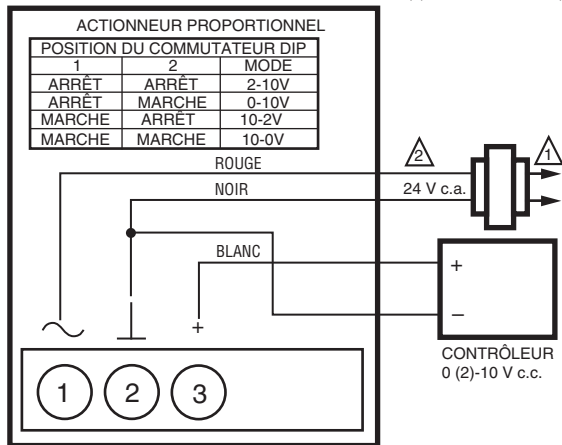 ACTIONNEUR PROPORTIONNEL
POSITION DU COMMUTATEUR DIP
1 2 MODE
ARRÊT ARRÊT 2-10V
ARRÊT MARCHE 0-10V
MARCHE ARRÊT 10-2V
MARCHE MARCHE 10-0V
ROUGE
2
1
NOIR
24 V c.a.
BLANC
+
–
+
CONTRÔLEUR
0 (2)-10 V c.c.
1 2 3